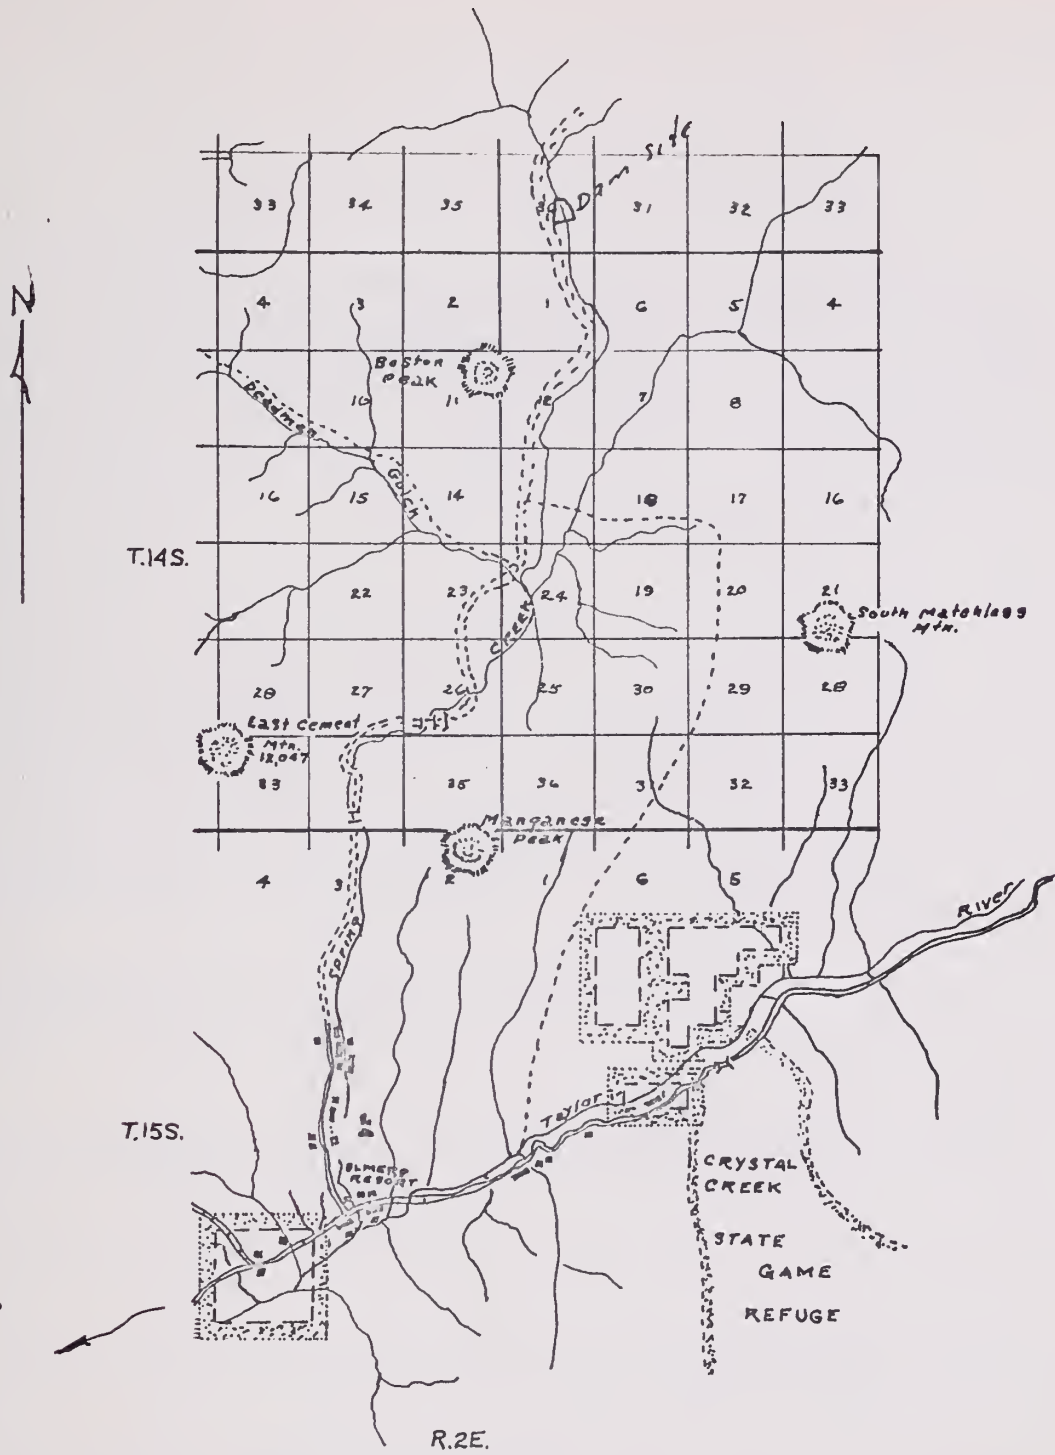 N
Dam Site
33 34 35 36 31 32 33
4 3 2 1 6 5 4
Boston
Peak
10 11 12 7 8
Deadman
Gulch
16 15 14 18 17 16
T.14S.
22 23 24 19 20 21
South Matchless
Mtn.
CREEK
28 27 26 25 30 29 28
East Cement
Mtn.
12,047
33 35 36 31 32 33
Manganese
Peak
4 3 2 1 6 5
River
SPRING
Taylor
T.15S.
ELMERS
RESORT
CRYSTAL
CREEK
STATE
GAME
REFUGE
R.2E.